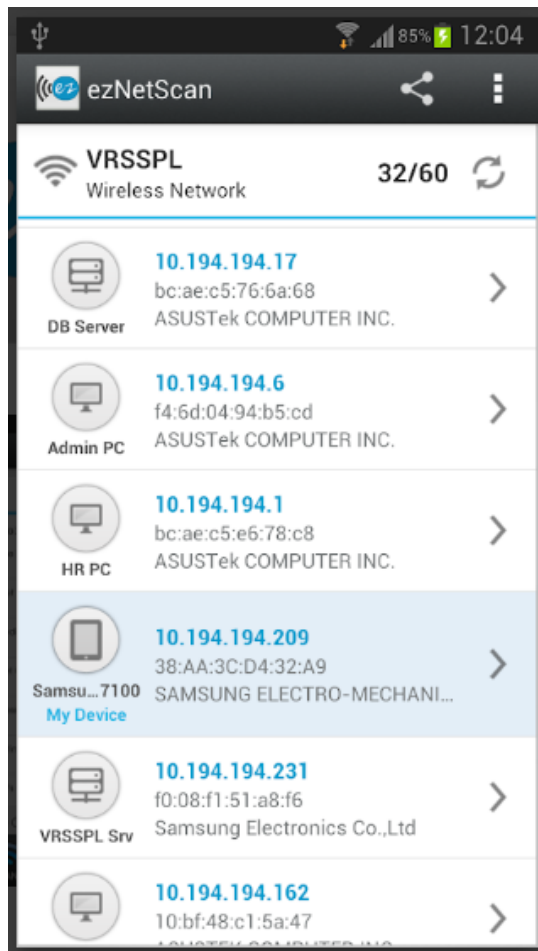 85% 12:04
ez ezNetScan
VRSSPL
Wireless Network
32/60
10.194.194.17
bc:ae:c5:76:6a:68
DB Server
ASUSTek COMPUTER INC.
10.194.194.6
f4:6d:04:94:b5:cd
Admin PC
ASUSTek COMPUTER INC.
10.194.194.1
bc:ae:c5:e6:78:c8
HR PC
ASUSTek COMPUTER INC.
10.194.194.209
38:AA:3C:D4:32:A9
Samsu...7100
SAMSUNG ELECTRO-MECHANI...
My Device
10.194.194.231
f0:08:f1:51:a8:f6
VRSSPL Srv
Samsung Electronics Co.,Ltd
10.194.194.162
10:bf:48:c1:5a:47